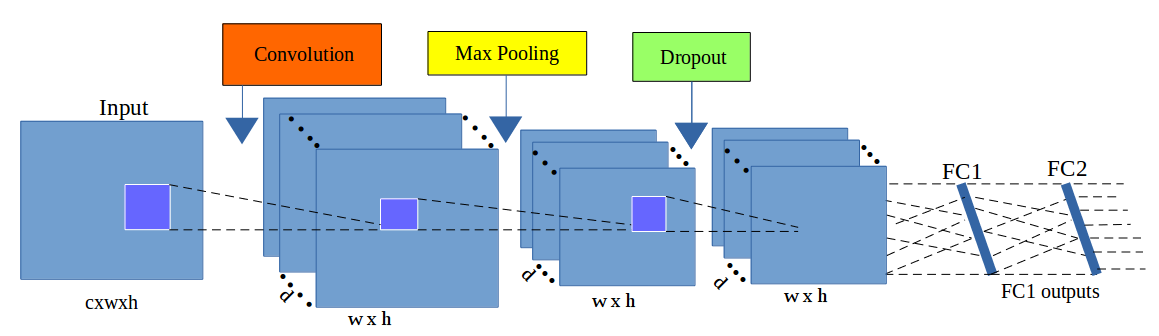 Convolution
Max Pooling
Dropout
Input
FC1
FC2
d
d
d
cxwxh
w x h
w x h
w x h
FC1 outputs